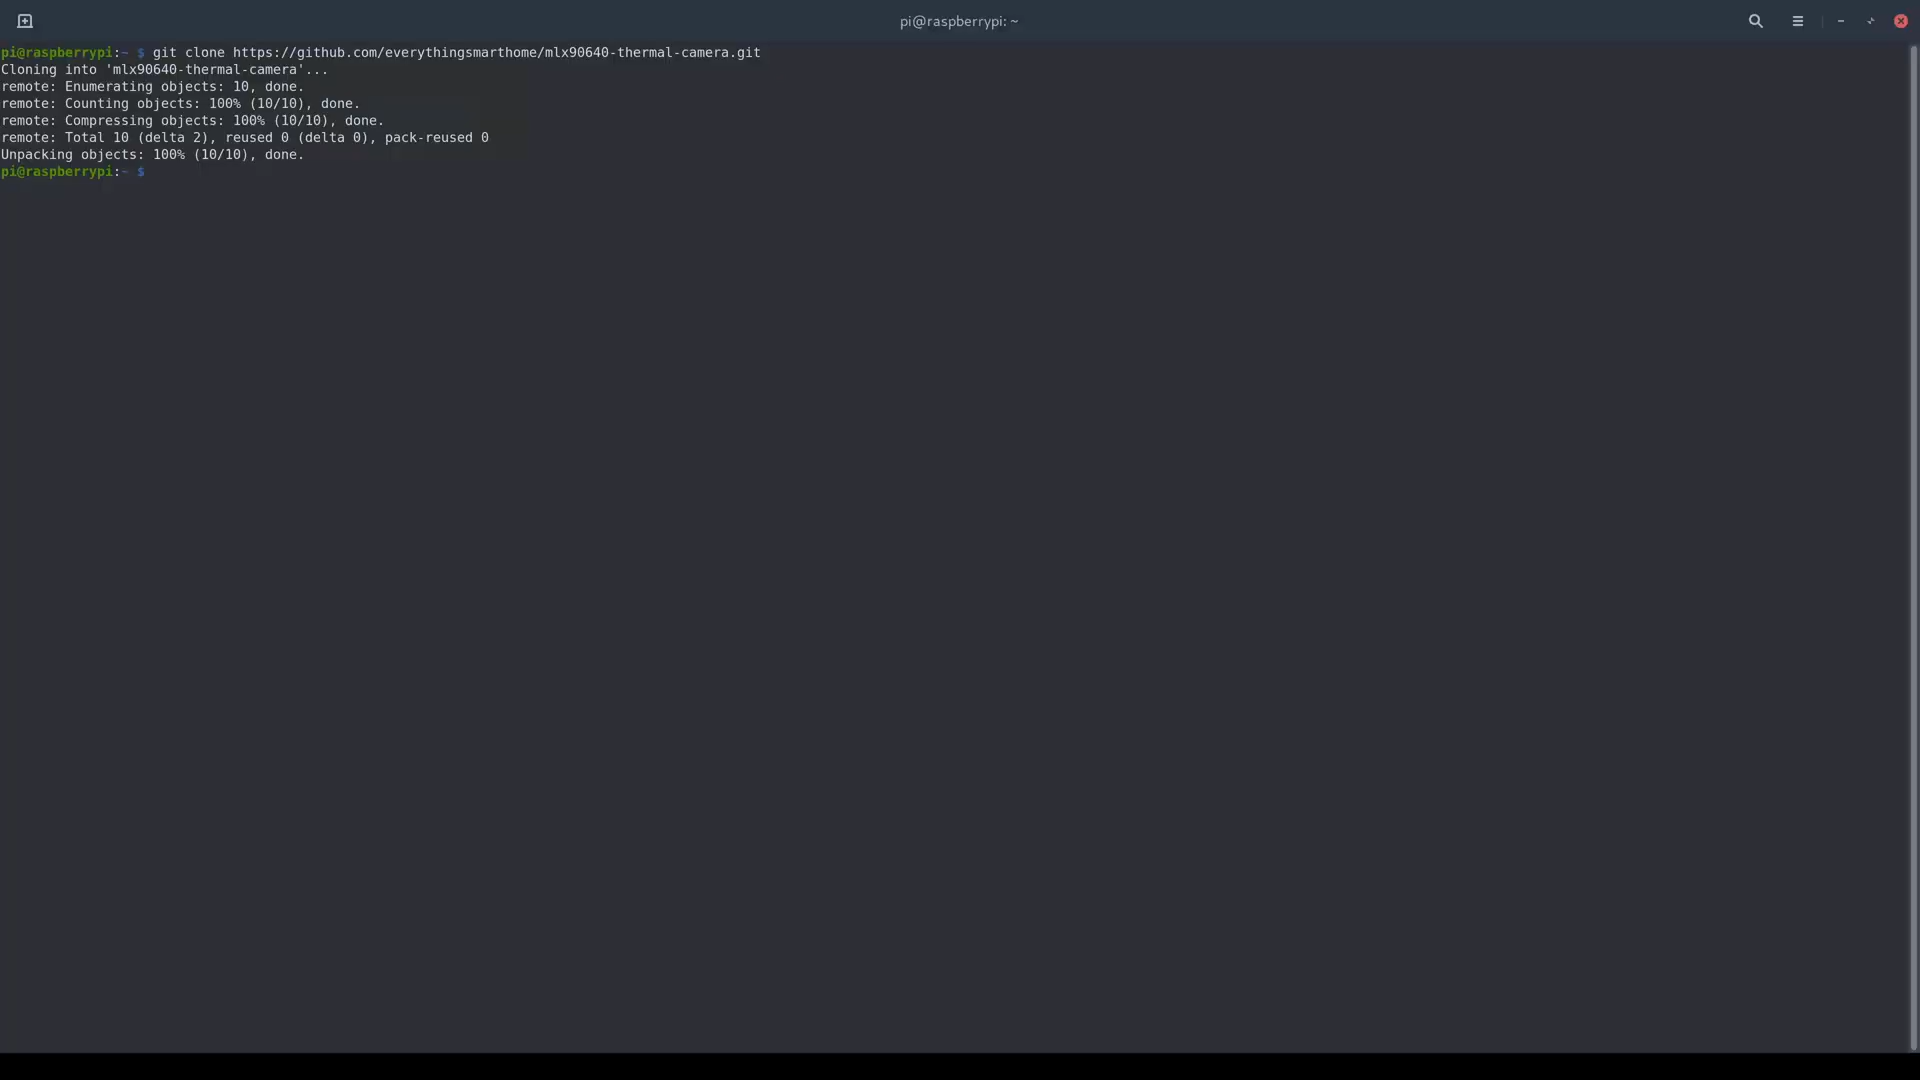 pi@raspberrypi: ~
pi@raspberrypi:~ $ git clone https://github.com/everythingsmarthome/mlx90640-thermal-camera.git
Cloning into 'mlx90640-thermal-camera'...
remote: Enumerating objects: 10, done.
remote: Counting objects: 100% (10/10), done.
remote: Compressing objects: 100% (10/10), done.
remote: Total 10 (delta 2), reused 0 (delta 0), pack-reused 0
Unpacking objects: 100% (10/10), done.
pi@raspberrypi:~ $